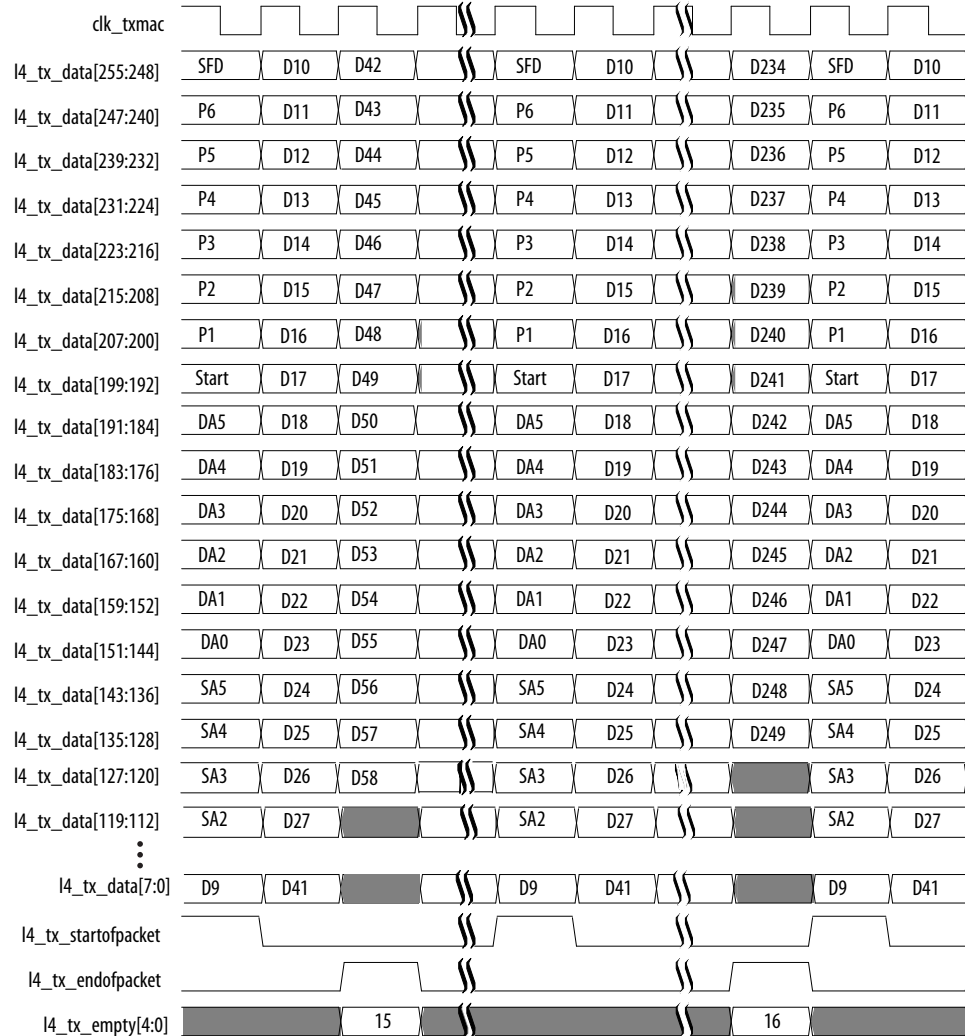 clk_txmac
l4_tx_data[255:248] SFD D10 D42 SFD D10 D234 SFD D10
l4_tx_data[247:240] P6 D11 D43 P6 D11 D235 P6 D11
l4_tx_data[239:232] P5 D12 D44 P5 D12 D236 P5 D12
l4_tx_data[231:224] P4 D13 D45 P4 D13 D237 P4 D13
l4_tx_data[223:216] P3 D14 D46 P3 D14 D238 P3 D14
l4_tx_data[215:208] P2 D15 D47 P2 D15 D239 P2 D15
l4_tx_data[207:200] P1 D16 D48 P1 D16 D240 P1 D16
l4_tx_data[199:192] Start D17 D49 Start D17 D241 Start D17
l4_tx_data[191:184] DA5 D18 D50 DA5 D18 D242 DA5 D18
l4_tx_data[183:176] DA4 D19 D51 DA4 D19 D243 DA4 D19
l4_tx_data[175:168] DA3 D20 D52 DA3 D20 D244 DA3 D20
l4_tx_data[167:160] DA2 D21 D53 DA2 D21 D245 DA2 D21
l4_tx_data[159:152] DA1 D22 D54 DA1 D22 D246 DA1 D22
l4_tx_data[151:144] DA0 D23 D55 DA0 D23 D247 DA0 D23
l4_tx_data[143:136] SA5 D24 D56 SA5 D24 D248 SA5 D24
l4_tx_data[135:128] SA4 D25 D57 SA4 D25 D249 SA4 D25
l4_tx_data[127:120] SA3 D26 D58 SA3 D26 SA3 D26
l4_tx_data[119:112] SA2 D27 SA2 D27 SA2 D27
l4_tx_data[7:0] D9 D41 D9 D41 D9 D41
l4_tx_startofpacket
l4_tx_endofpacket
l4_tx_empty[4:0] 15 16